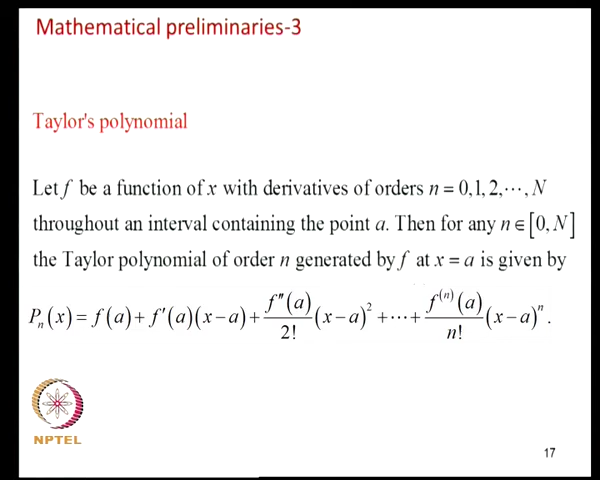 Mathematical preliminaries-3
Taylor's polynomial
Let f be a function of x with derivatives of orders n = 0,1,2,⋯,N
throughout an interval containing the point a. Then for any n∈[0,N]
the Taylor polynomial of order n generated by f at x = a is given by
Pₙ(x) = f(a) + f′(a)(x−a) + f″(a)/2! (x−a)² + ⋯ + f⁽ⁿ⁾(a)/n! (x−a)ⁿ.
NPTEL
17